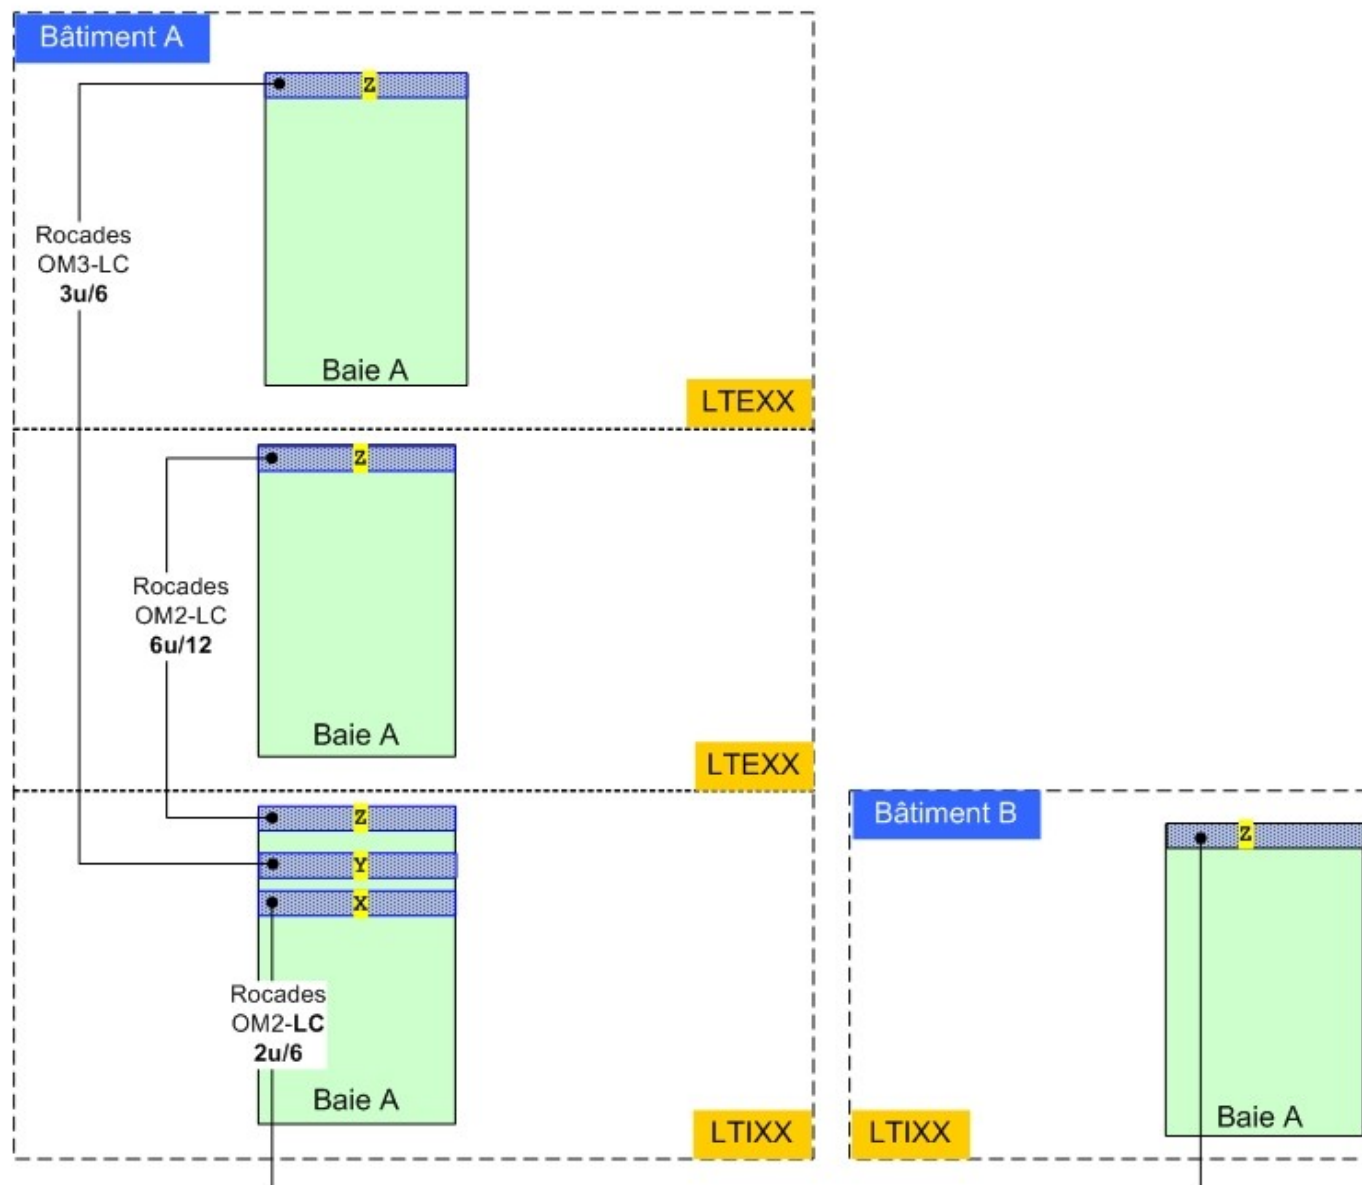 Bâtiment A
Z
Rocades
OM3-LC
3u/6
Baie A
LTEXX
Z
Rocades
OM2-LC
6u/12
Baie A
LTEXX
Z
Y
X
Rocades
OM2-LC
2u/6
Baie A
LTIXX
Bâtiment B
Z
Baie A
LTIXX